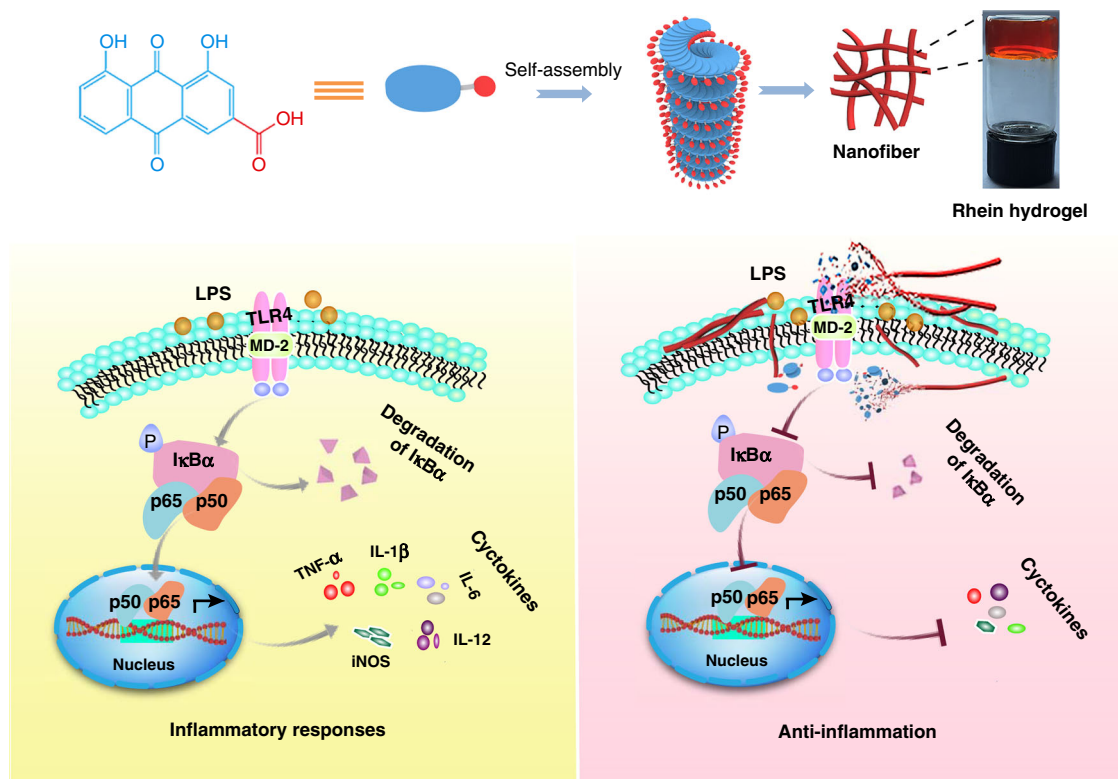 OH
O
OH
OH
O
O
Self-assembly
Nanofiber
Rhein hydrogel
LPS
TLR4
MD-2
P
IκBα
p65
p50
Degradation
of IκBα
p50
p65
Nucleus
TNF-α
IL-1β
IL-6
iNOS
IL-12
Cyctokines
Inflammatory responses
LPS
TLR4
MD-2
P
IκBα
p50
p65
Degradation
of IκBα
p50
p65
Nucleus
Cyctokines
Anti-inflammation